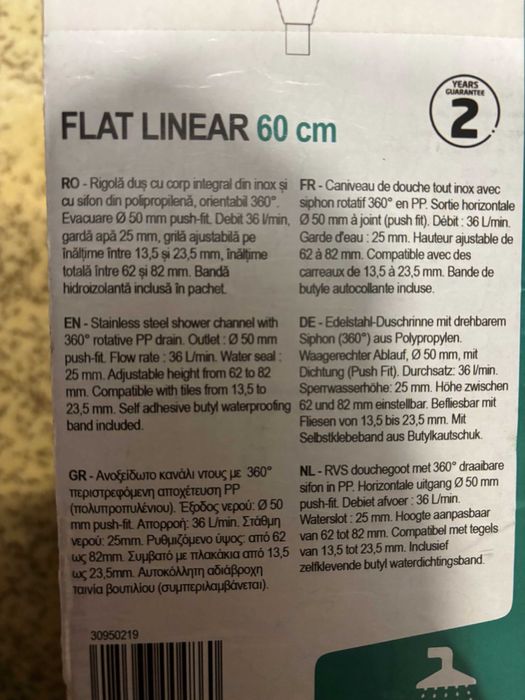 YEARS
GUARANTEE
2
FLAT LINEAR 60 cm
RO - Rigolă duș cu corp integral din inox și
cu sifon din polipropilenă, orientabil 360°.
Evacuare Ø 50 mm push-fit. Debit 36 l/min,
gardă apă 25 mm, grilă ajustabilă pe
înălțime între 13,5 și 23,5 mm, înălțime
totală între 62 și 82 mm. Bandă
hidroizolantă inclusă în pachet.
FR - Caniveau de douche tout inox avec
siphon rotatif 360° en PP. Sortie horizontale
Ø 50 mm à joint (push fit). Débit : 36 L/min.
Garde d'eau : 25 mm. Hauteur ajustable de
62 à 82 mm. Compatible avec des
carreaux de 13,5 à 23,5 mm. Bande de
butyle autocollante incluse.
EN - Stainless steel shower channel with
360° rotative PP drain. Outlet : Ø 50 mm
push-fit. Flow rate : 36 L/min. Water seal :
25 mm. Adjustable height from 62 to 82
mm. Compatible with tiles from 13,5 to
23,5 mm. Self adhesive butyl waterproofing
band included.
DE - Edelstahl-Duschrinne mit drehbarem
Siphon (360°) aus Polypropylen.
Waagerechter Ablauf, Ø 50 mm, mit
Dichtung (Push Fit). Durchsatz: 36 l/min.
Sperrwasserhöhe: 25 mm. Höhe zwischen
62 und 82 mm einstellbar. Befliesbar mit
Fliesen von 13,5 bis 23,5 mm. Mit
Selbstklebeband aus Butylkautschuk.
GR - Ανοξείδωτο κανάλι ντους με 360°
περιστρεφόμενη αποχέτευση PP
(πολυπροπυλένιου). Έξοδος νερού: Ø 50
mm push-fit. Απορροή: 36 L/min. Στάθμη
νερού: 25mm. Ρυθμιζόμενο ύψος: από 62
ως 82mm. Συμβατό με πλακάκια από 13,5
ως 23,5mm. Αυτοκόλλητη αδιάβροχη
ταινία βουτιλίου (συμπεριλαμβάνεται).
NL - RVS douchegoot met 360° draaibare
sifon in PP. Horizontale uitgang Ø 50 mm
push-fit. Debiet afvoer : 36 L/min.
Waterslot : 25 mm. Hoogte aanpasbaar
van 62 tot 82 mm. Compatibel met tegels
van 13,5 tot 23,5 mm. Inclusief
zelfklevende butyl waterdichtingsband.
30950219